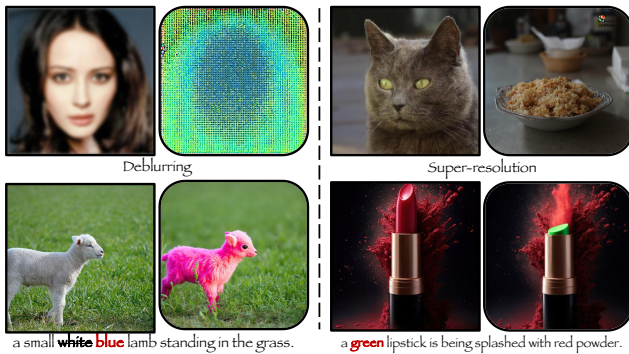 Deblurring
Super-resolution
a small white blue lamb standing in the grass.
a green lipstick is being splashed with red powder.